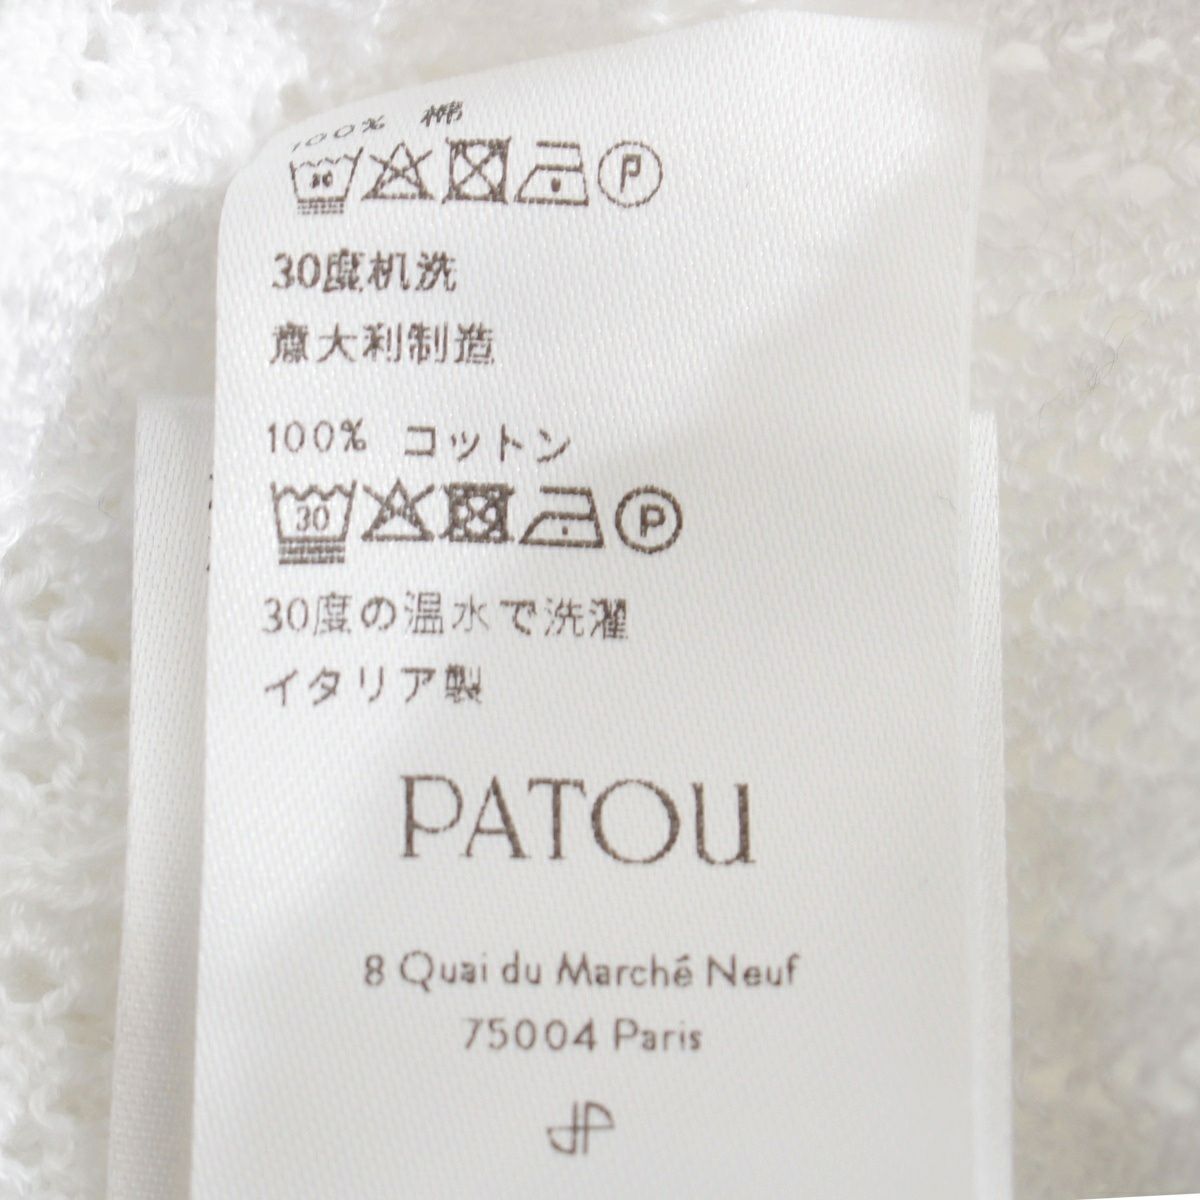 100% 棉
30
P
30度机洗
意大利制造
100% コットン
30
P
30度の温水で洗濯
イタリア製
PATOU
8 Quai du Marché Neuf
75004 Paris
JP